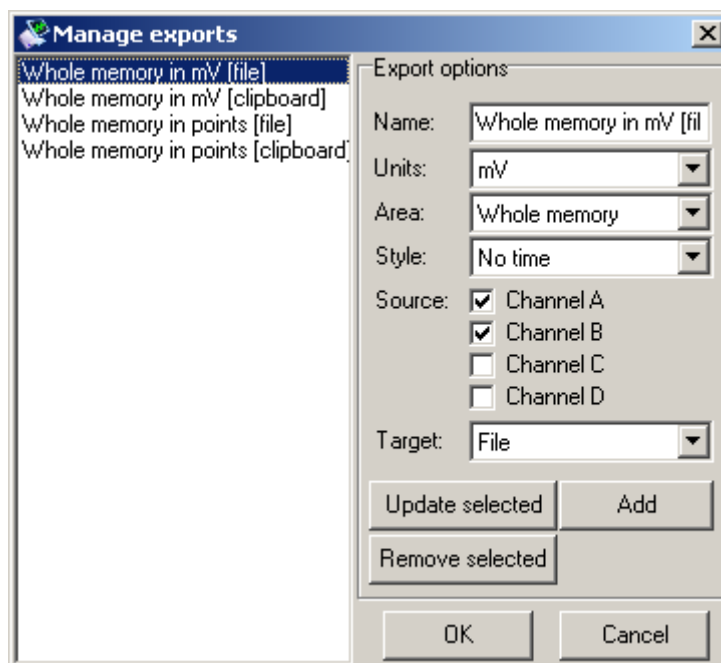 Manage exports
Whole memory in mV [file]
Whole memory in mV [clipboard]
Whole memory in points [file]
Whole memory in points [clipboard]
Export options
Name: Whole memory in mV [fil
Units: mV
Area: Whole memory
Style: No time
Source: Channel A
Channel B
Channel C
Channel D
Target: File
Update selected Add
Remove selected
OK Cancel